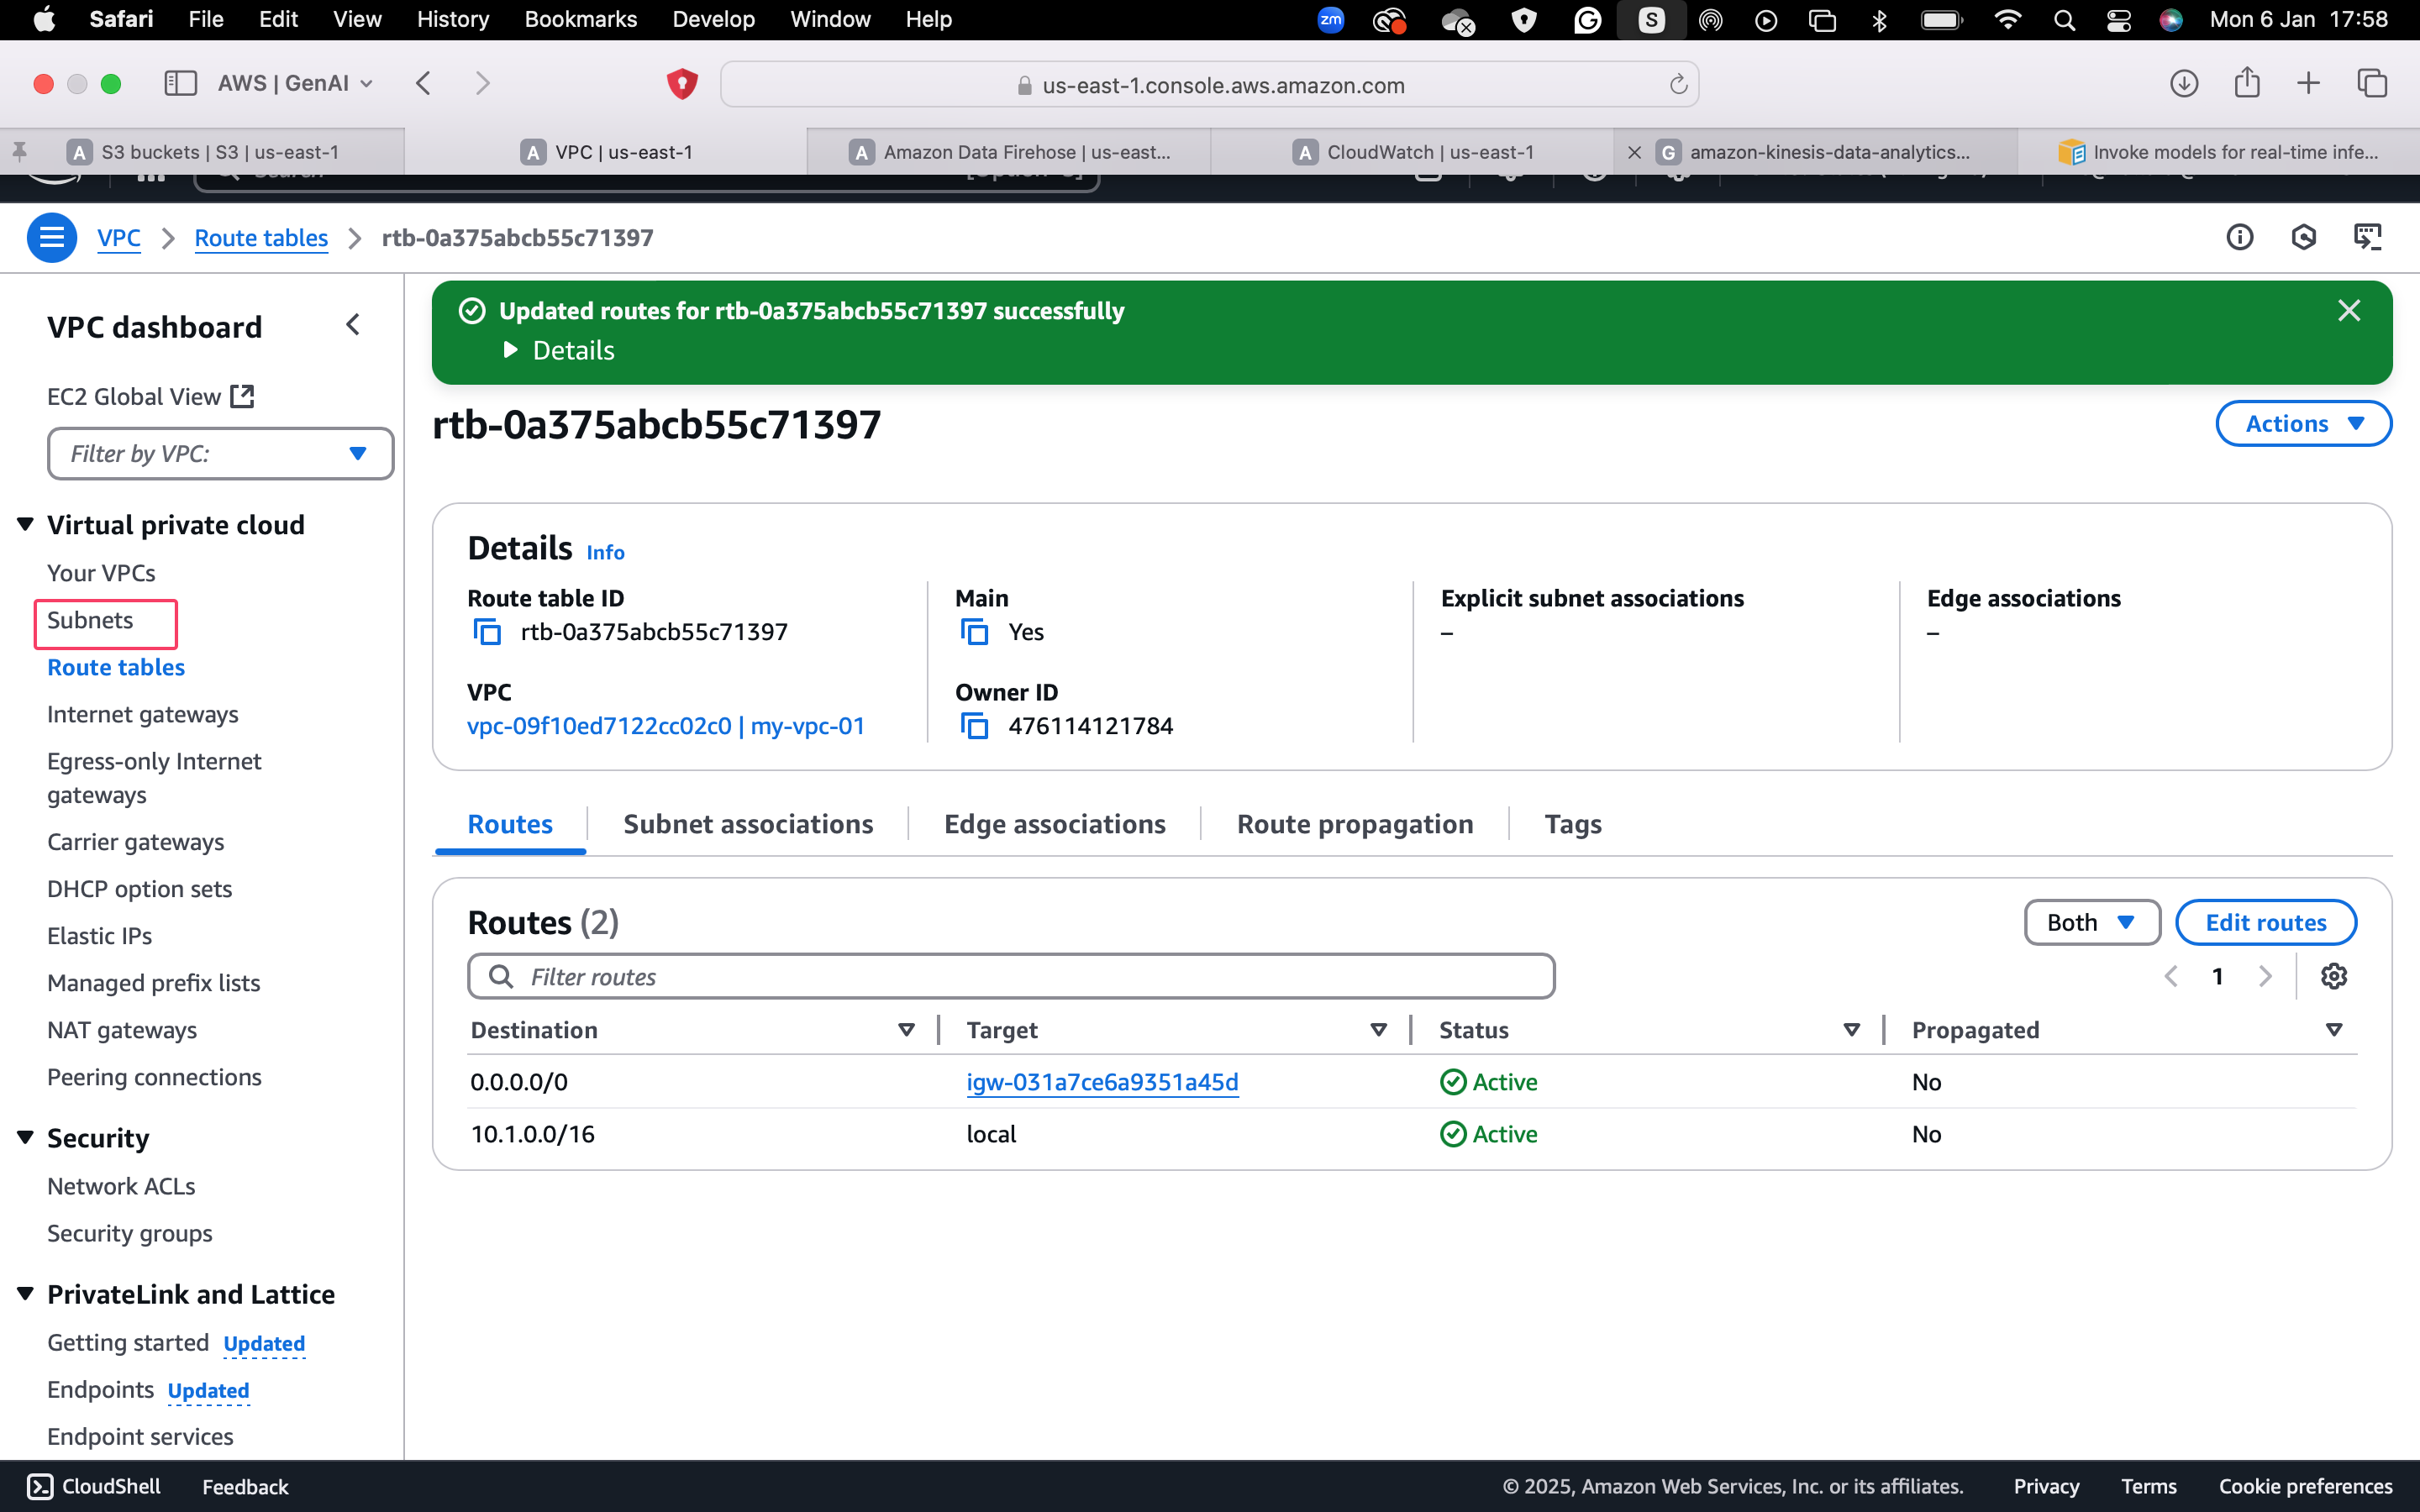 Safari File Edit View History Bookmarks Develop Window Help zm S Mon 6 Jan 17:58
AWS | GenAI us-east-1.console.aws.amazon.com
A S3 buckets | S3 | us-east-1 A VPC | us-east-1 A Amazon Data Firehose | us-east... A CloudWatch | us-east-1 G amazon-kinesis-data-analytics... Invoke models for real-time infe...
VPC Route tables rtb-0a375abcb55c71397
VPC dashboard
EC2 Global View
Filter by VPC:
Virtual private cloud
Your VPCs
Subnets
Route tables
Internet gateways
Egress-only Internet
gateways
Carrier gateways
DHCP option sets
Elastic IPs
Managed prefix lists
NAT gateways
Peering connections
Security
Network ACLs
Security groups
PrivateLink and Lattice
Getting started Updated
Endpoints Updated
Endpoint services
Updated routes for rtb-0a375abcb55c71397 successfully
Details
rtb-0a375abcb55c71397
Actions
Details Info
Route table ID
rtb-0a375abcb55c71397
Main
Yes
Explicit subnet associations
–
Edge associations
–
VPC
vpc-09f10ed7122cc02c0 | my-vpc-01
Owner ID
476114121784
Routes Subnet associations Edge associations Route propagation Tags
Routes (2)
Both Edit routes
Filter routes
1
Destination Target Status Propagated
0.0.0.0/0 igw-031a7ce6a9351a45d Active No
10.1.0.0/16 local Active No
CloudShell Feedback © 2025, Amazon Web Services, Inc. or its affiliates. Privacy Terms Cookie preferences